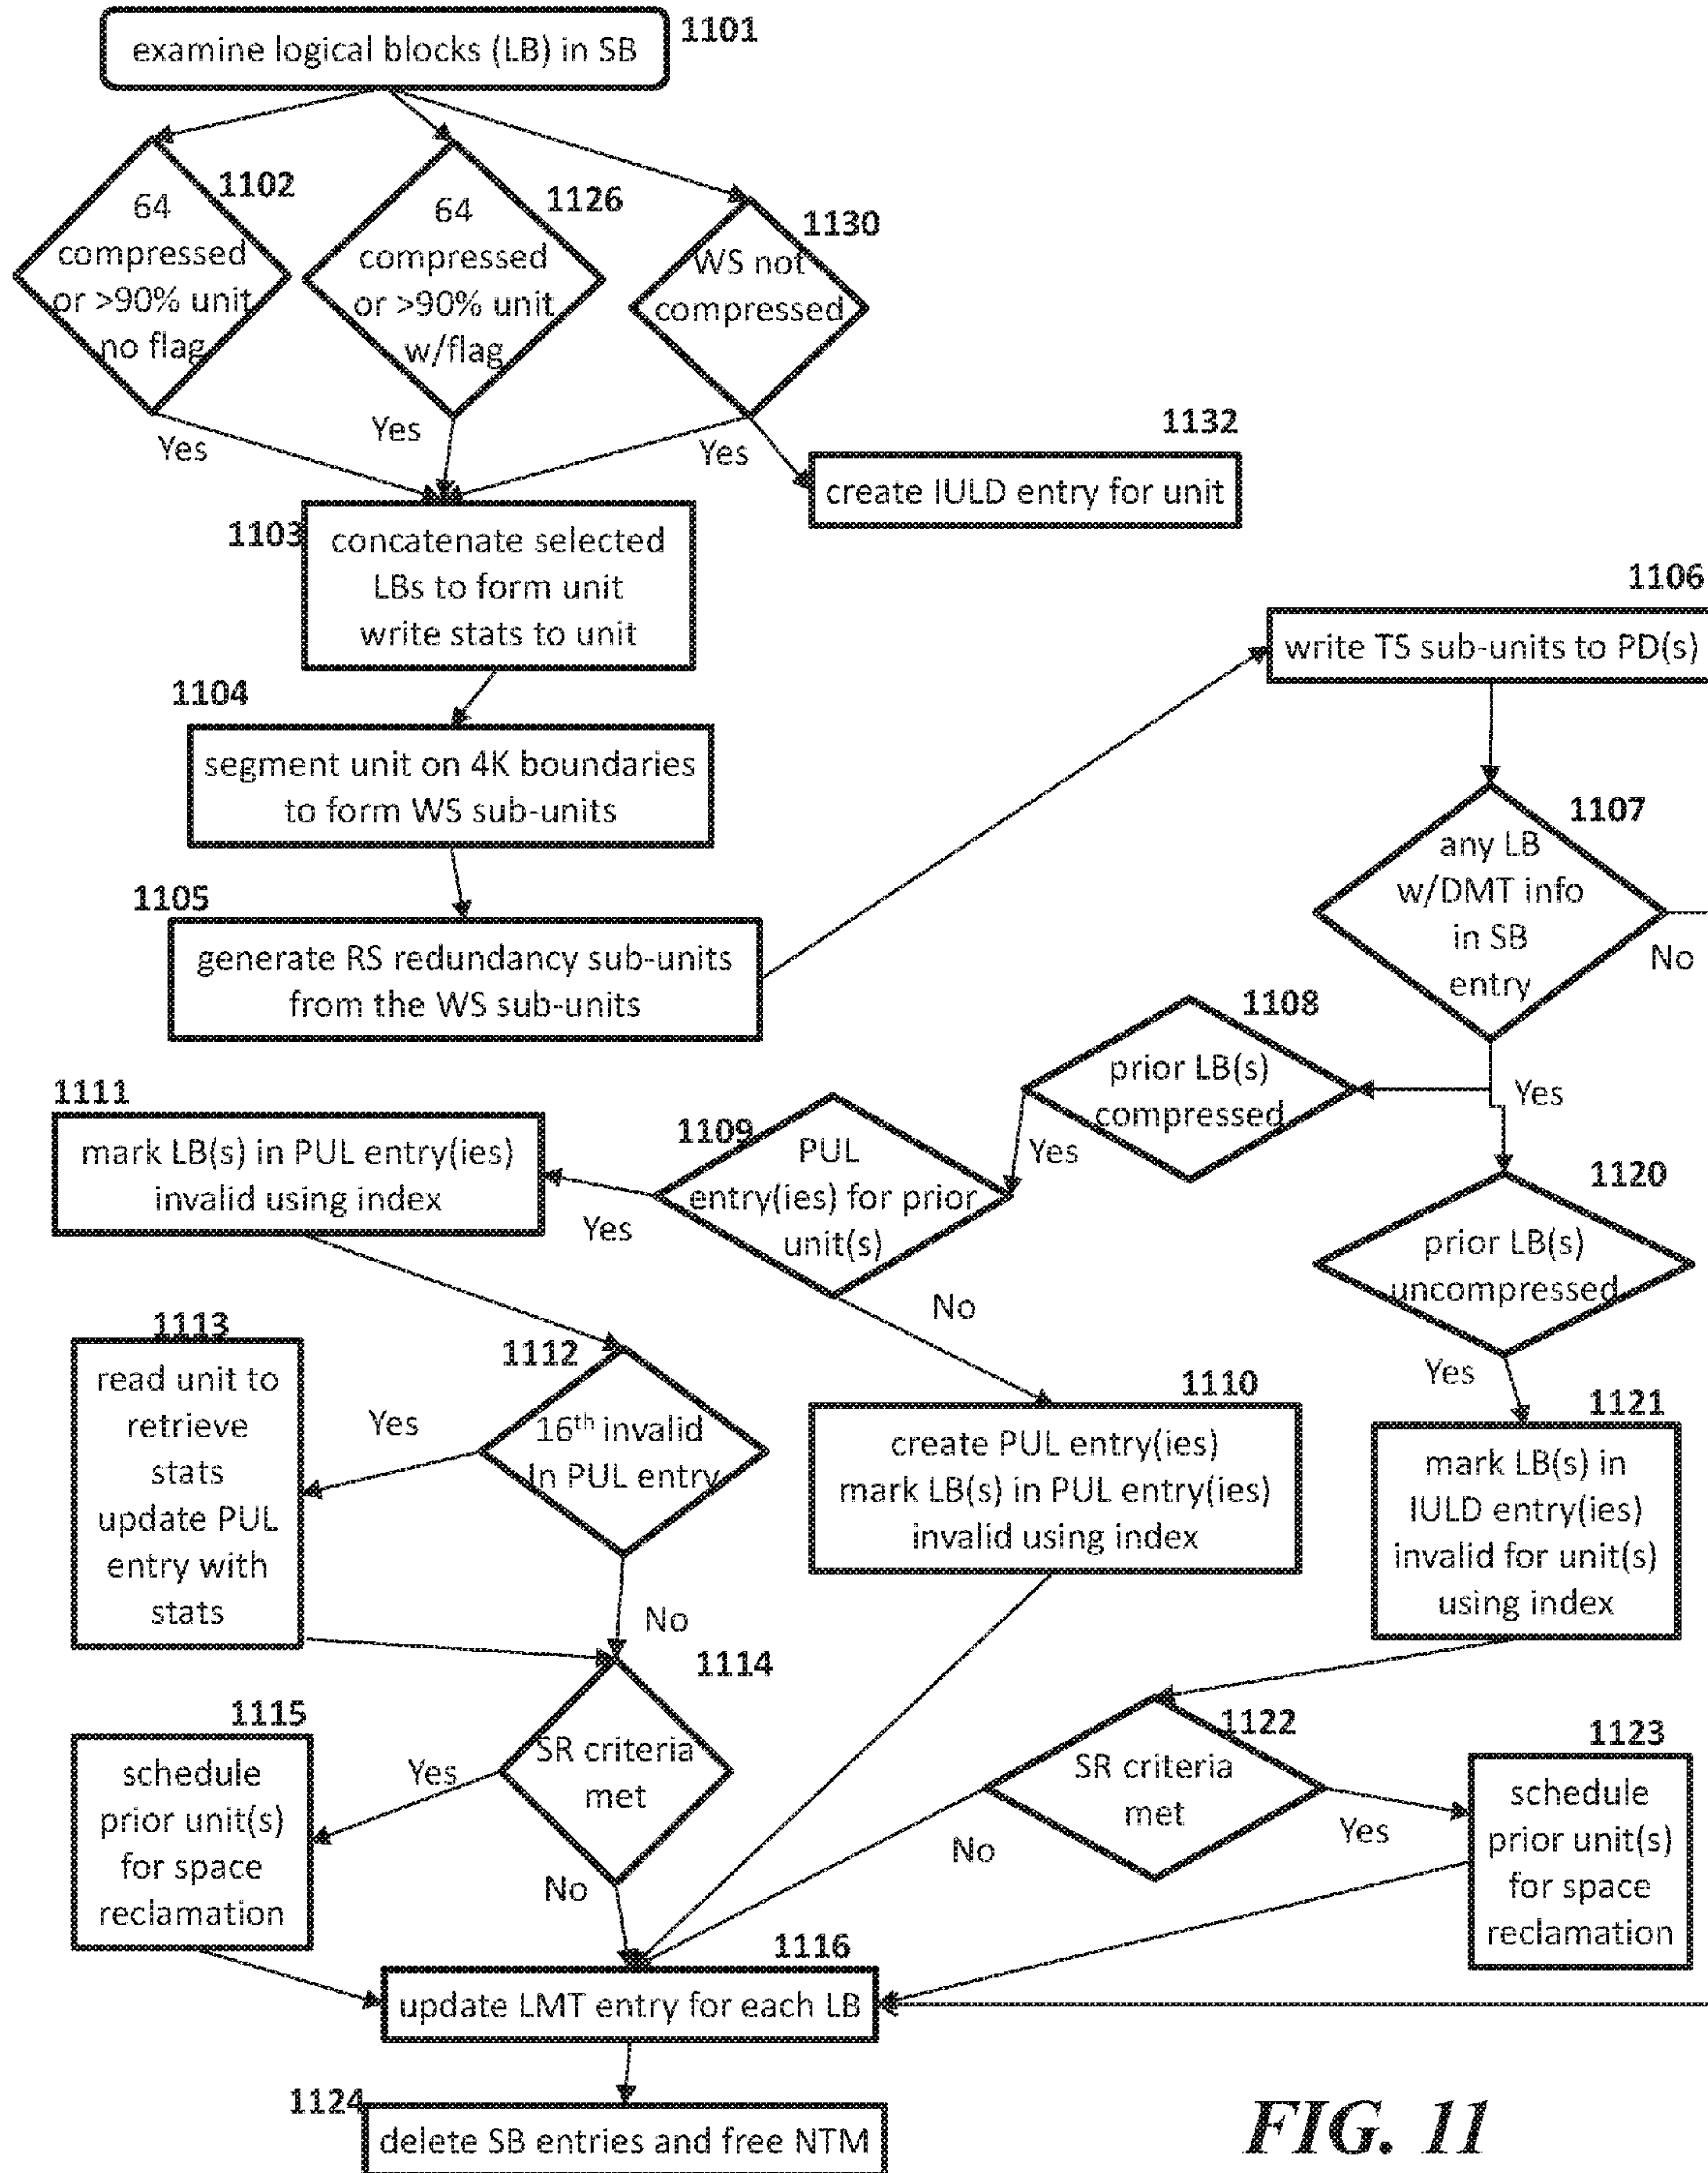 examine logical blocks (LB) in SB
1101
64
compressed
or >90% unit
no flag
1102
64
compressed
or >90% unit
w/flag
1126
WS not
compressed
1130
Yes
Yes
Yes
1132
create IULD entry for unit
1103
concatenate selected
LBs to form unit
write stats to unit
1106
write TS sub-units to PD(s)
1104
segment unit on 4K boundaries
to form WS sub-units
1107
any LB
w/DMT info
in SB
entry
No
1105
generate RS redundancy sub-units
from the WS sub-units
1108
prior LB(s)
compressed
Yes
Yes
1111
mark LB(s) in PUL entry(ies)
invalid using index
1109
PUL
entry(ies) for prior
unit(s)
Yes
No
1120
prior LB(s)
uncompressed
Yes
1113
read unit to
retrieve
stats
update PUL
entry with
stats
1112
16th invalid
In PUL entry
Yes
No
1110
create PUL entry(ies)
mark LB(s) in PUL entry(ies)
invalid using index
1121
mark LB(s) in
IULD entry(ies)
invalid for unit(s)
using index
1114
SR criteria
met
Yes
No
1115
schedule
prior unit(s)
for space
reclamation
1122
SR criteria
met
No
Yes
1123
schedule
prior unit(s)
for space
reclamation
1116
update LMT entry for each LB
1124
delete SB entries and free NTM
FIG. 11